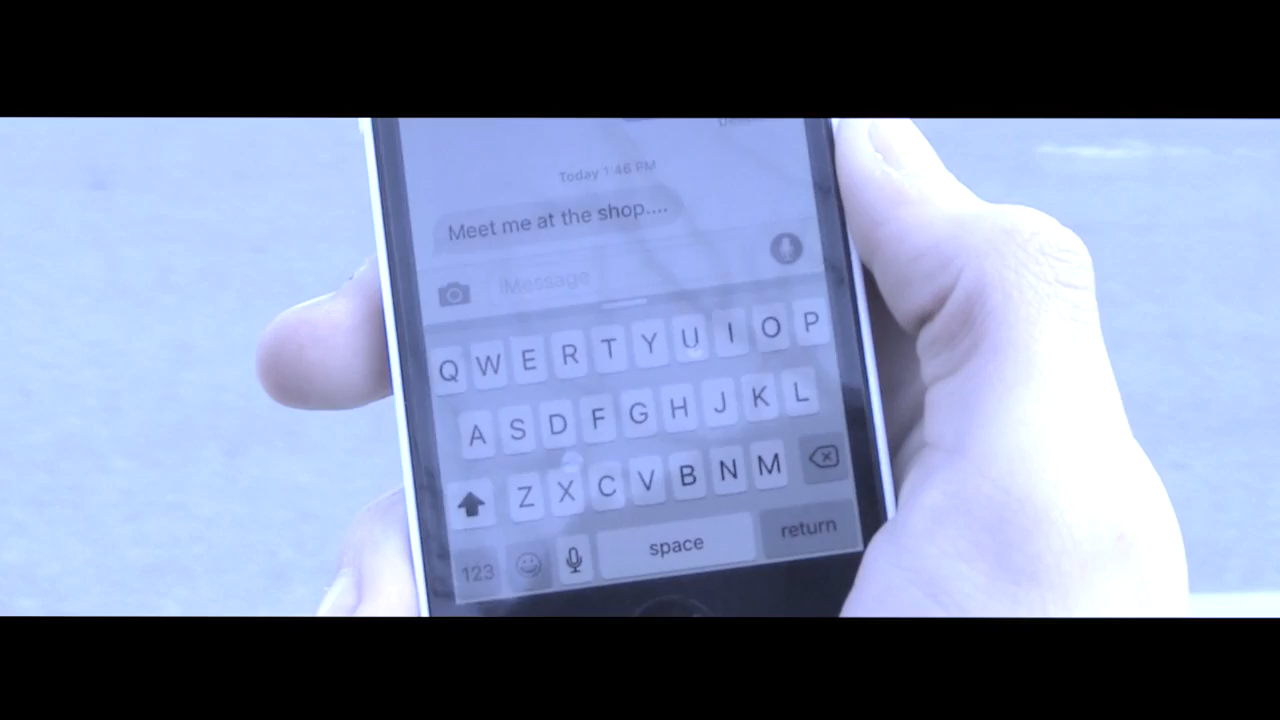 Today 1:46 PM
Meet me at the shop....
Message
Q W E R T Y U I O P
A S D F G H J K L
Z X C V B N M
123 space return